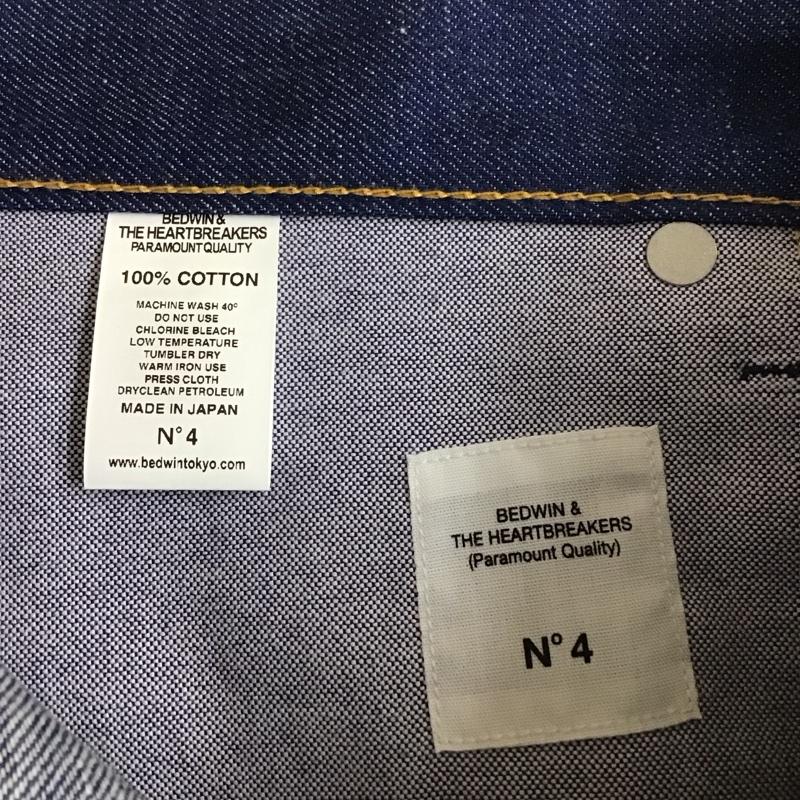 BEDWIN &
THE HEARTBREAKERS
PARAMOUNT QUALITY
100% COTTON
MACHINE WASH 40°
DO NOT USE
CHLORINE BLEACH
LOW TEMPERATURE
TUMBLER DRY
WARM IRON USE
PRESS CLOTH
DRYCLEAN PETROLEUM
MADE IN JAPAN
N° 4
www.bedwintokyo.com
BEDWIN &
THE HEARTBREAKERS
(Paramount Quality)
N° 4